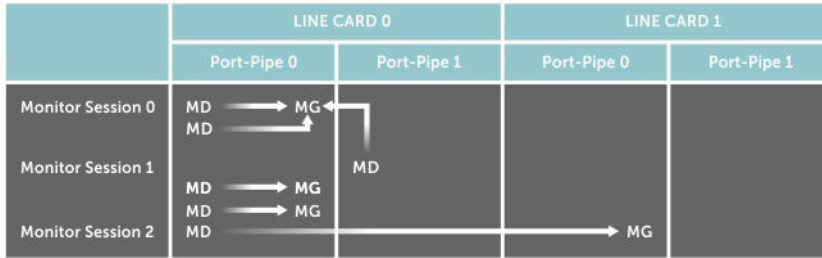 LINE CARD 0 LINE CARD 1
Port-Pipe 0 Port-Pipe 1 Port-Pipe 0 Port-Pipe 1
Monitor Session 0 MD MG
MD
Monitor Session 1 MD
MD MG
MD MG
Monitor Session 2 MD MG